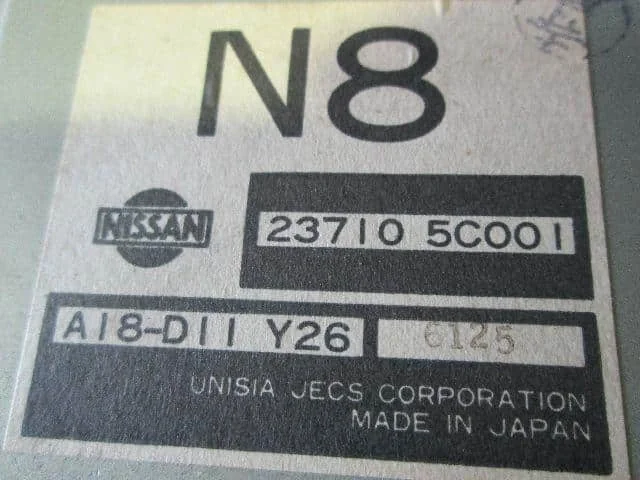 N8
NISSAN
23710 5C001
A18-D11 Y26
6125
UNISIA JECS CORPORATION
MADE IN JAPAN